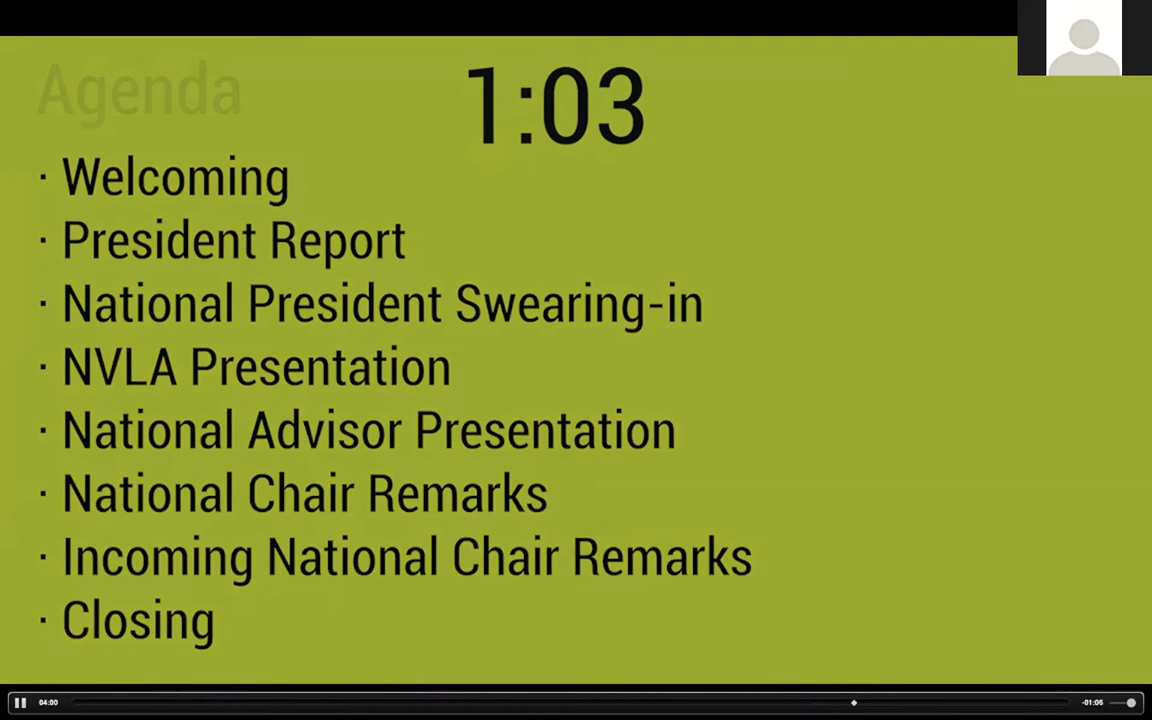 Agenda
1:03
· Welcoming
· President Report
· National President Swearing-in
· NVLA Presentation
· National Advisor Presentation
· National Chair Remarks
· Incoming National Chair Remarks
· Closing
04:00
-01:06